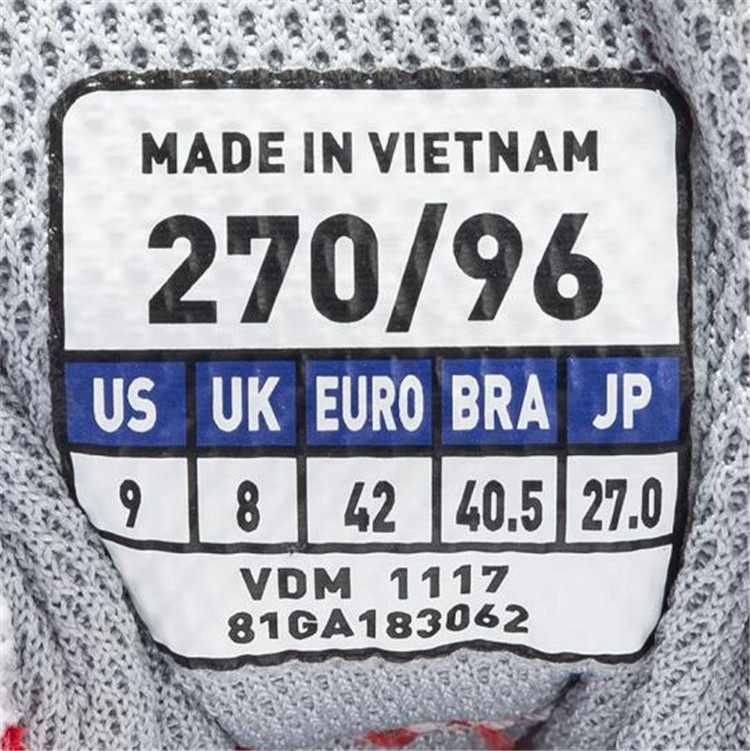 MADE IN VIETNAM
270/96
US UK EURO BRA JP
9 8 42 40.5 27.0
VDM 1117
81GA183062